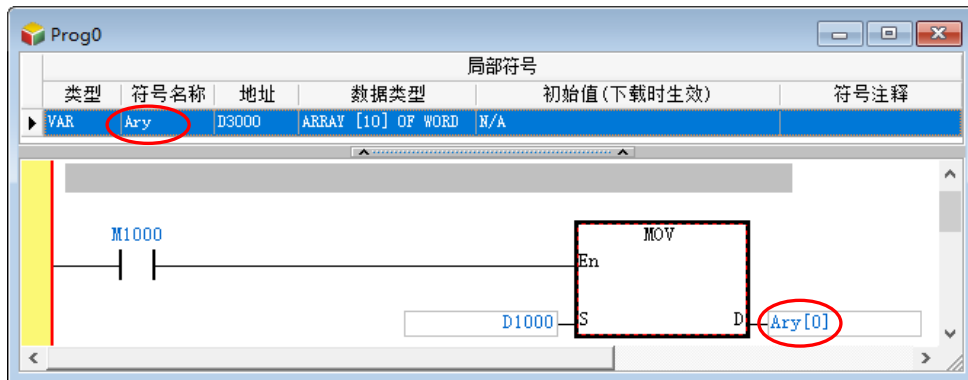 Prog0
局部符号
类型 符号名称 地址 数据类型 初始值(下载时生效) 符号注释
VAR Ary D3000 ARRAY [10] OF WORD N/A
M1000 MOV
En
D1000 S D Ary[0]